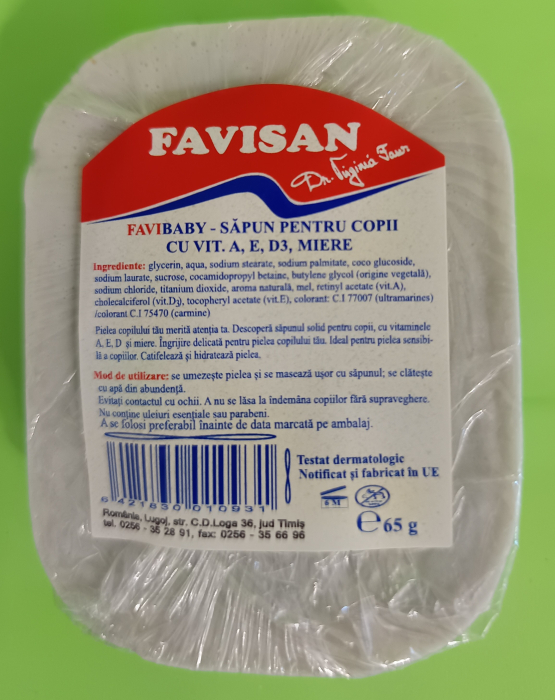 FAVISAN
Dr. Virginia Faur
FAVIBABY - SĂPUN PENTRU COPII
CU VIT. A, E, D3, MIERE
Ingrediente: glycerin, aqua, sodium stearate, sodium palmitate, coco glucoside,
sodium laurate, sucrose, cocamidopropyl betaine, butylene glycol (origine vegetală),
sodium chloride, titanium dioxide, aroma naturală, mel, retinyl acetate (vit.A),
cholecalciferol (vit.D3), tocopheryl acetate (vit.E), colorant: C.I 77007 (ultramarines)
/colorant C.I 75470 (carmine)
Pielea copilului tău merită atenția ta. Descoperă săpunul solid pentru copii, cu vitaminele
A, E, D și miere. Îngrijire delicată pentru pielea copilului tău. Ideal pentru pielea sensibi-
lă a copiilor. Catifelează și hidratează pielea.
Mod de utilizare: se umezește pielea și se masează ușor cu săpunul; se clătește
cu apă din abundență.
Evitați contactul cu ochii. A nu se lăsa la îndemâna copiilor fără supraveghere.
Nu conține uleiuri esențiale sau parabeni.
A se folosi preferabil înainte de data marcată pe ambalaj.
Testat dermatologic
Notificat și fabricat în UE
6 421830 010931
6 M
România, Lugoj, str. C.D.Loga 36, jud Timiș
tel. 0256 - 35 28 91, fax: 0256 - 35 66 96
e 65 g